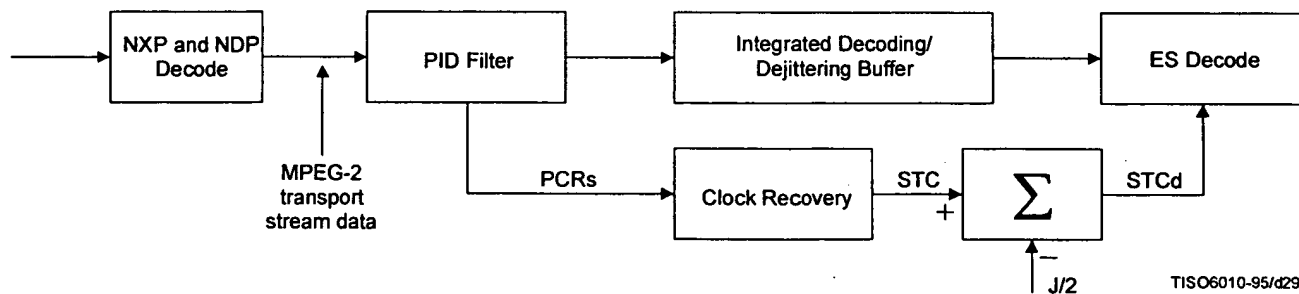 NXP and NDP
Decode
PID Filter
Integrated Decoding/
Dejittering Buffer
ES Decode
MPEG-2
transport
stream data
PCRs
Clock Recovery
STC
+
Σ
STCd
−
J/2
TISO6010-95/d29